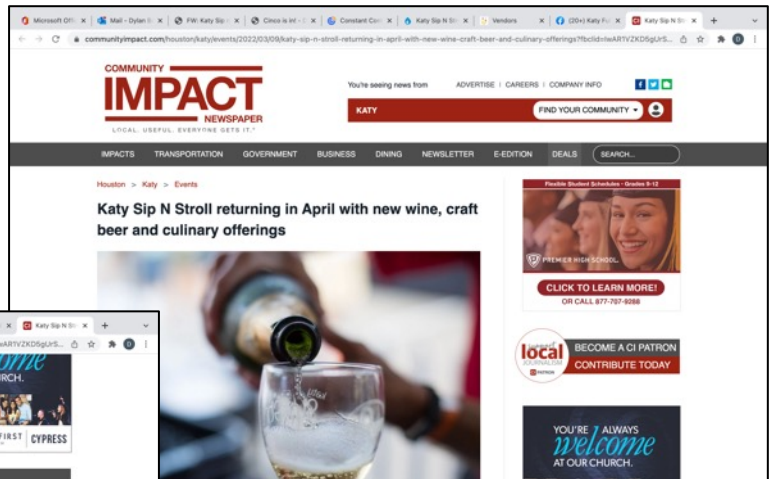 Microsoft Offi
Mail - Dylan
FW: Katy Sip
Cinco is in!
Constant Con
Katy Sip N Str
Vendors
(20+) Katy Fu
Katy Sip N Str
communityimpact.com/houston/katy/events/2022/03/09/katy-sip-n-stroll-returning-in-april-with-new-wine-craft-beer-and-culinary-offerings?fbclid=IwAR1VZKD5gUrS...
COMMUNITY
IMPACT
NEWSPAPER
LOCAL. USEFUL. EVERYONE GETS IT.®
You're seeing news from
ADVERTISE | CAREERS | COMPANY INFO
KATY
FIND YOUR COMMUNITY
IMPACTS TRANSPORTATION GOVERNMENT BUSINESS DINING NEWSLETTER E-EDITION DEALS SEARCH...
Houston > Katy > Events
Katy Sip N Stroll returning in April with new wine, craft
beer and culinary offerings
Flexible Student Schedules - Grades 9-12
PREMIER HIGH SCHOOL.
CLICK TO LEARN MORE!
OR CALL 877-707-9288
support
local
JOURNALISM
PATRON
BECOME A CI PATRON
CONTRIBUTE TODAY
YOU'RE ALWAYS
welcome
AT OUR CHURCH.
Katy Sip N Str
wAR1VZKD5gUrS...
CYPRESS